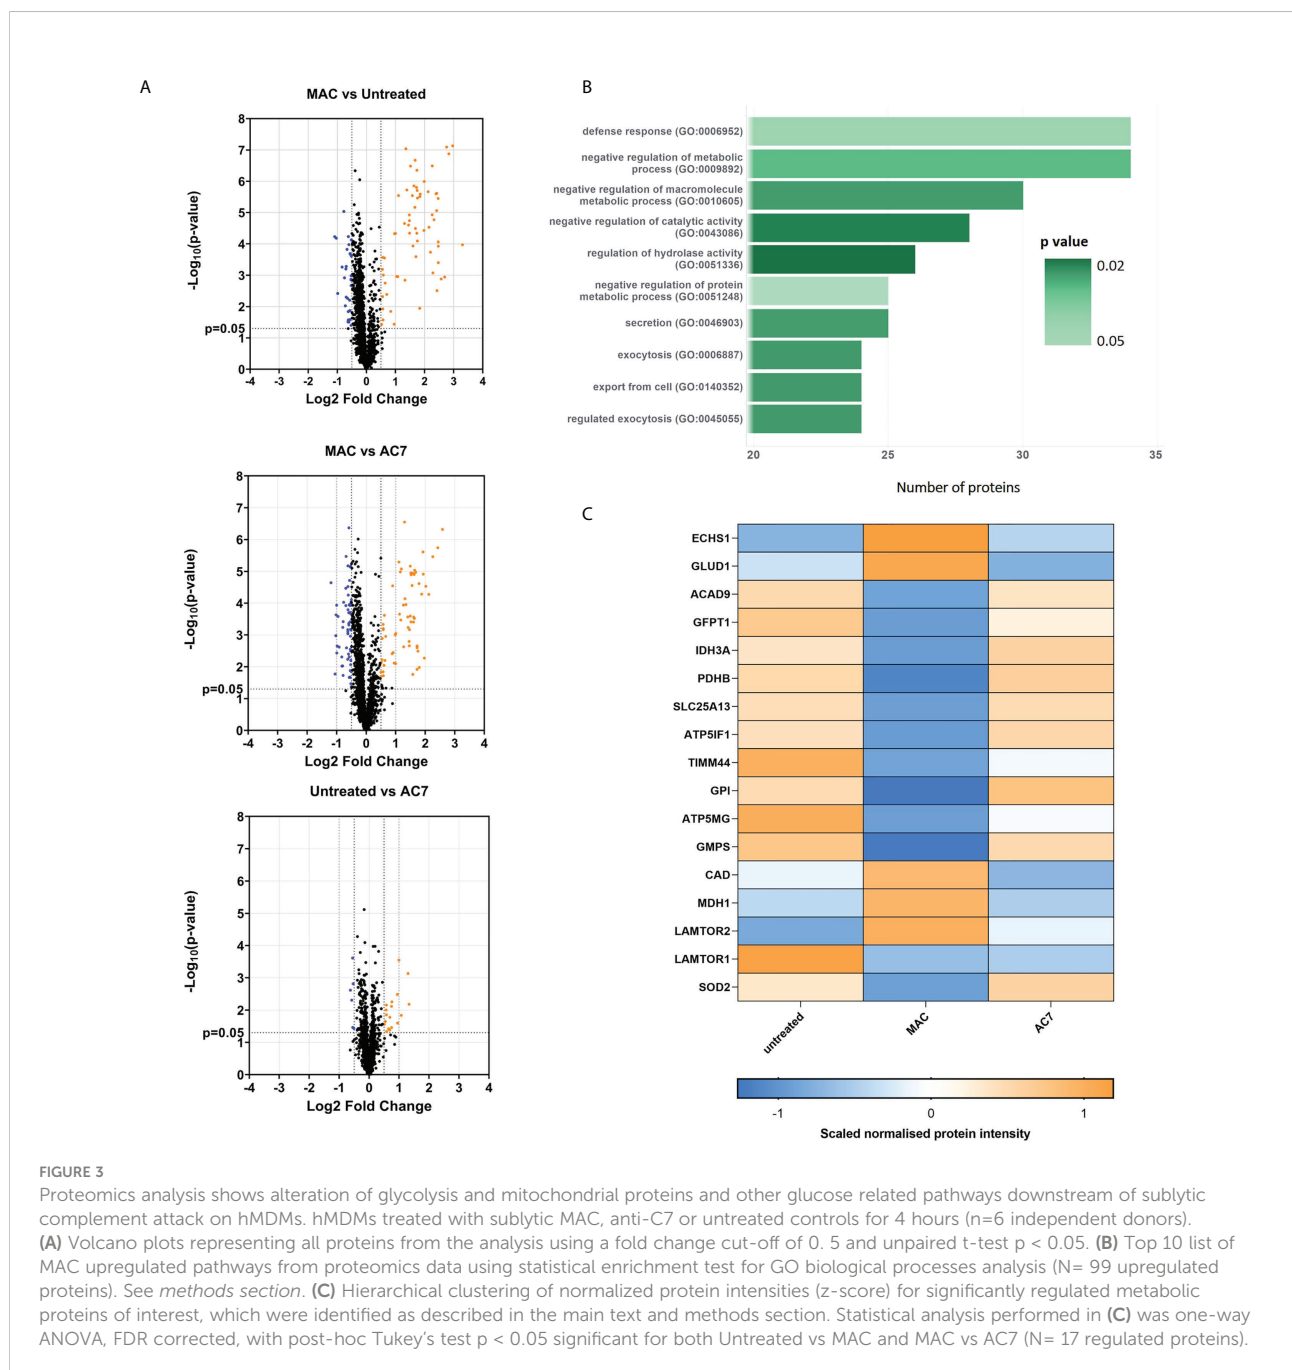 A
MAC vs Untreated
8
7
6
5
4
3
2
p=0.05
1
0
-4 -3 -2 -1 0 1 2 3 4
-Log10(p-value)
Log2 Fold Change
MAC vs AC7
8
7
6
5
4
3
2
p=0.05
1
0
-4 -3 -2 -1 0 1 2 3 4
-Log10(p-value)
Log2 Fold Change
Untreated vs AC7
8
7
6
5
4
3
2
p=0.05
1
0
-4 -3 -2 -1 0 1 2 3 4
-Log10(p-value)
Log2 Fold Change
B
defense response (GO:0006952)
negative regulation of metabolic
process (GO:0009892)
negative regulation of macromolecule
metabolic process (GO:0010605)
negative regulation of catalytic activity
(GO:0043086)
regulation of hydrolase activity
(GO:0051336)
negative regulation of protein
metabolic process (GO:0051248)
secretion (GO:0046903)
exocytosis (GO:0006887)
export from cell (GO:0140352)
regulated exocytosis (GO:0045055)
20 25 30 35
Number of proteins
p value
0.02
0.05
C
ECHS1
GLUD1
ACAD9
GFPT1
IDH3A
PDHB
SLC25A13
ATP5IF1
TIMM44
GPI
ATP5MG
GMPS
CAD
MDH1
LAMTOR2
LAMTOR1
SOD2
untreated MAC AC7
-1 0 1
Scaled normalised protein intensity
FIGURE 3
Proteomics analysis shows alteration of glycolysis and mitochondrial proteins and other glucose related pathways downstream of sublytic
complement attack on hMDMs. hMDMs treated with sublytic MAC, anti-C7 or untreated controls for 4 hours (n=6 independent donors).
(A) Volcano plots representing all proteins from the analysis using a fold change cut-off of 0. 5 and unpaired t-test p < 0.05. (B) Top 10 list of
MAC upregulated pathways from proteomics data using statistical enrichment test for GO biological processes analysis (N= 99 upregulated
proteins). See methods section. (C) Hierarchical clustering of normalized protein intensities (z-score) for significantly regulated metabolic
proteins of interest, which were identified as described in the main text and methods section. Statistical analysis performed in (C) was one-way
ANOVA, FDR corrected, with post-hoc Tukey's test p < 0.05 significant for both Untreated vs MAC and MAC vs AC7 (N= 17 regulated proteins).